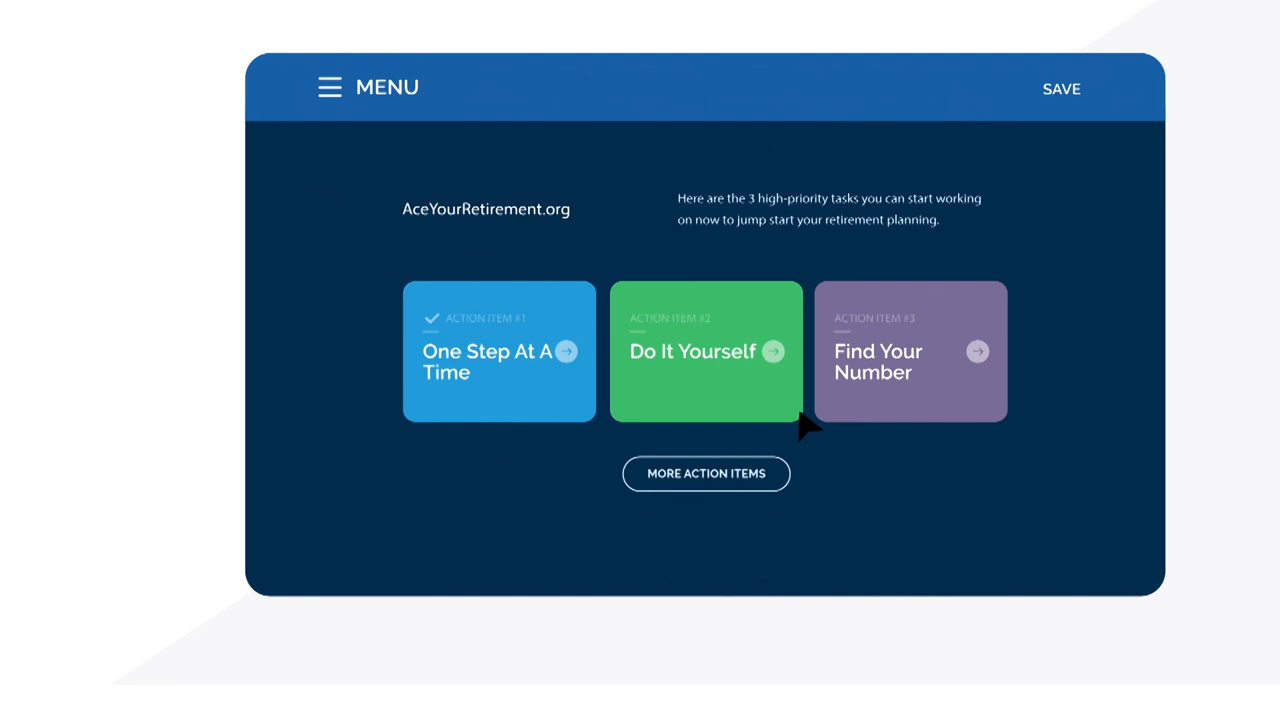 MENU
SAVE
AceYourRetirement.org
Here are the 3 high-priority tasks you can start working
on now to jump start your retirement planning.
ACTION ITEM #1
One Step At A
Time
ACTION ITEM #2
Do It Yourself
ACTION ITEM #3
Find Your
Number
MORE ACTION ITEMS